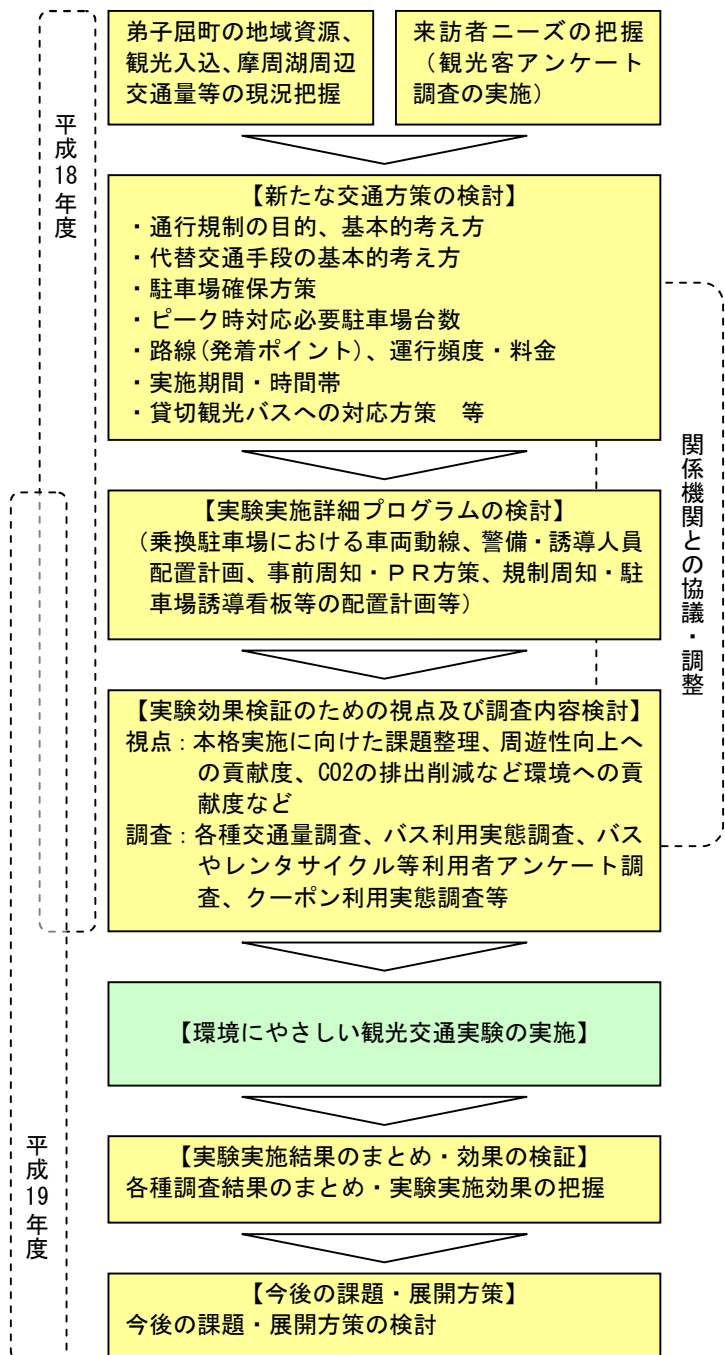 弟子屈町の地域資源、
観光入込、摩周湖周辺
交通量等の現況把握
来訪者ニーズの把握
（観光客アンケート
調査の実施）
平成18年度
【新たな交通方策の検討】
・通行規制の目的、基本的考え方
・代替交通手段の基本的考え方
・駐車場確保方策
・ピーク時対応必要駐車場台数
・路線(発着ポイント)、運行頻度・料金
・実施期間・時間帯
・貸切観光バスへの対応方策　等
関係機関との協議・調整
【実験実施詳細プログラムの検討】
（乗換駐車場における車両動線、警備・誘導人員
配置計画、事前周知・ＰＲ方策、規制周知・駐
車場誘導看板等の配置計画等）
【実験効果検証のための視点及び調査内容検討】
視点：本格実施に向けた課題整理、周遊性向上へ
の貢献度、CO2の排出削減など環境への貢
献度など
調査：各種交通量調査、バス利用実態調査、バス
やレンタサイクル等利用者アンケート調
査、クーポン利用実態調査等
【環境にやさしい観光交通実験の実施】
平成19年度
【実験実施結果のまとめ・効果の検証】
各種調査結果のまとめ・実験実施効果の把握
【今後の課題・展開方策】
今後の課題・展開方策の検討